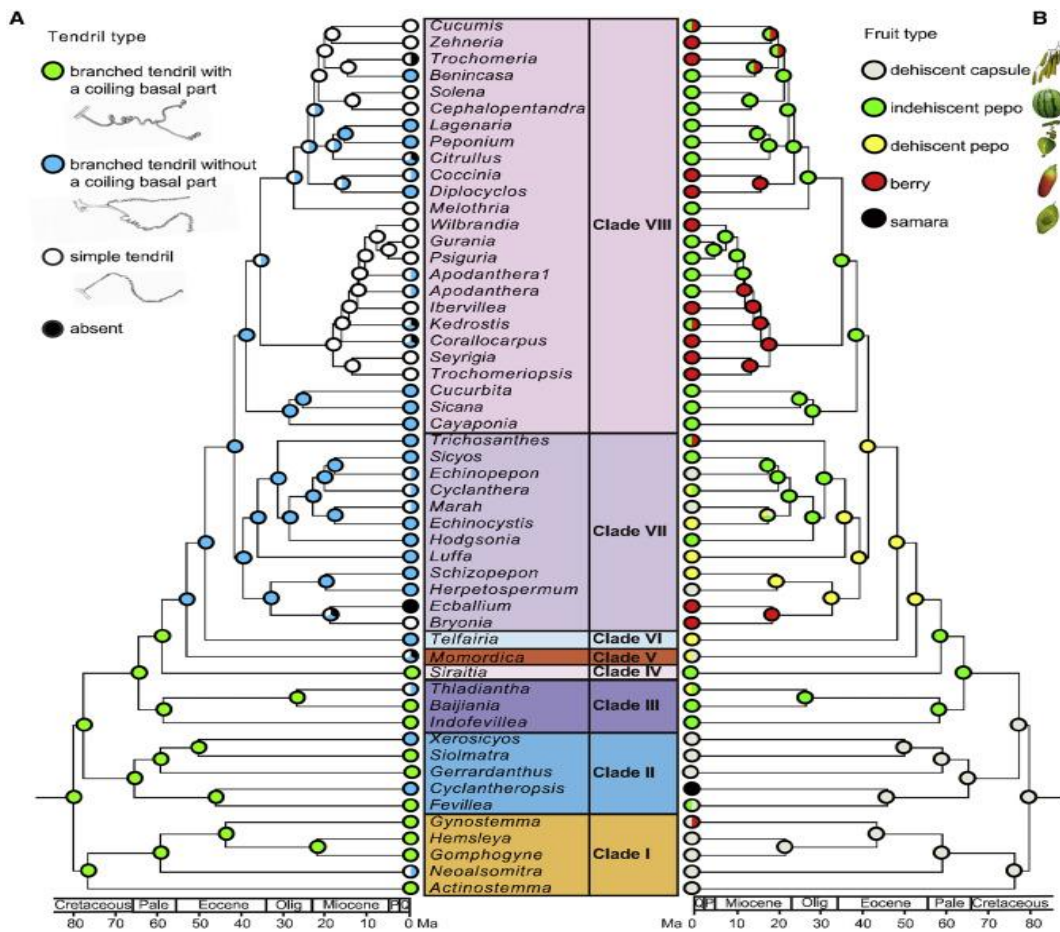 A
B
Tendril type
branched tendril with
a coiling basal part
branched tendril without
a coiling basal part
simple tendril
absent
Fruit type
dehiscent capsule
indehiscent pepo
dehiscent pepo
berry
samara
Cucumis
Zehneria
Trochomeria
Benincasa
Solena
Cephalopentandra
Lagenaria
Peponium
Citrullus
Coccinia
Diplocyclos
Melothria
Wilbrandia
Gurania
Psiguria
Apodanthera1
Apodanthera
Ibervillea
Kedrostis
Corallocarpus
Seyrigia
Trochomeriopsis
Cucurbita
Sicana
Cayaponia
Clade VIII
Trichosanthes
Sicyos
Echinopepon
Cyclanthera
Marah
Echinocystis
Hodgsonia
Luffa
Schizopepon
Herpetospermum
Ecballium
Bryonia
Clade VII
Telfairia
Clade VI
Momordica
Clade V
Siraitia
Clade IV
Thladiantha
Baijiania
Indofevillea
Clade III
Xerosicyos
Siolmatra
Gerrardanthus
Cyclantheropsis
Fevillea
Clade II
Gynostemma
Hemsleya
Gomphogyne
Neoalsomitra
Actinostemma
Clade I
Cretaceous Pale Eocene Olig Miocene P Q
80 70 60 50 40 30 20 10 0 Ma
Q P Miocene Olig Eocene Pale Cretaceous
Ma 0 10 20 30 40 50 60 70 80